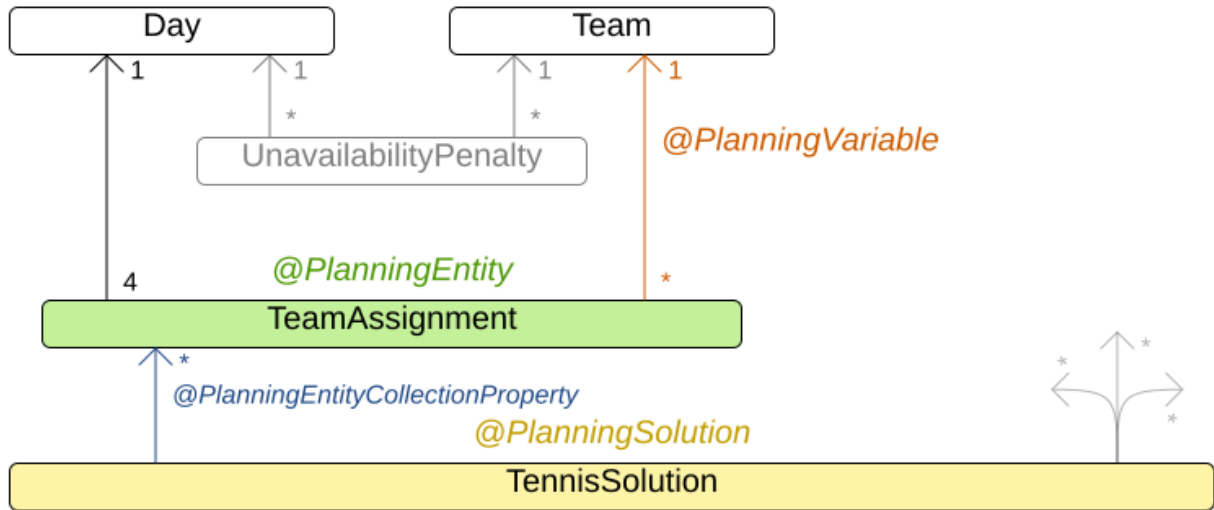 Day
Team
1
1
1
1
*
*
@PlanningVariable
UnavailabilityPenalty
@PlanningEntity
4
*
TeamAssignment
*
*
*
@PlanningEntityCollectionProperty
*
@PlanningSolution
TennisSolution